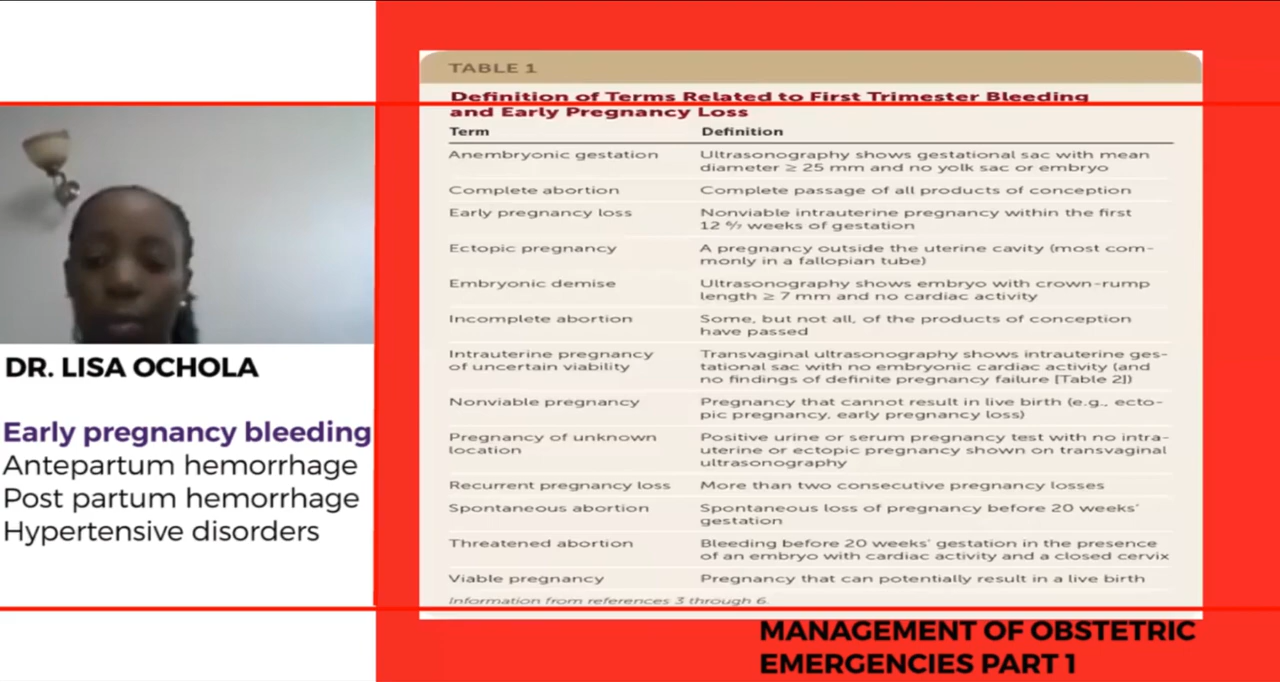 DR. LISA OCHOLA
Early pregnancy bleeding
Antepartum hemorrhage
Post partum hemorrhage
Hypertensive disorders
TABLE 1
Definition of Terms Related to First Trimester Bleeding
and Early Pregnancy Loss
Term Definition
Anembryonic gestation Ultrasonography shows gestational sac with mean
diameter ≥ 25 mm and no yolk sac or embryo
Complete abortion Complete passage of all products of conception
Early pregnancy loss Nonviable intrauterine pregnancy within the first
12 6/7 weeks of gestation
Ectopic pregnancy A pregnancy outside the uterine cavity (most com-
monly in a fallopian tube)
Embryonic demise Ultrasonography shows embryo with crown-rump
length ≥ 7 mm and no cardiac activity
Incomplete abortion Some, but not all, of the products of conception
have passed
Intrauterine pregnancy Transvaginal ultrasonography shows intrauterine ges-
of uncertain viability tational sac with no embryonic cardiac activity (and
no findings of definite pregnancy failure [Table 2])
Nonviable pregnancy Pregnancy that cannot result in live birth (e.g., ecto-
pic pregnancy, early pregnancy loss)
Pregnancy of unknown Positive urine or serum pregnancy test with no intra-
location uterine or ectopic pregnancy shown on transvaginal
ultrasonography
Recurrent pregnancy loss More than two consecutive pregnancy losses
Spontaneous abortion Spontaneous loss of pregnancy before 20 weeks'
gestation
Threatened abortion Bleeding before 20 weeks' gestation in the presence
of an embryo with cardiac activity and a closed cervix
Viable pregnancy Pregnancy that can potentially result in a live birth
Information from references 3 through 6.
MANAGEMENT OF OBSTETRIC
EMERGENCIES PART 1